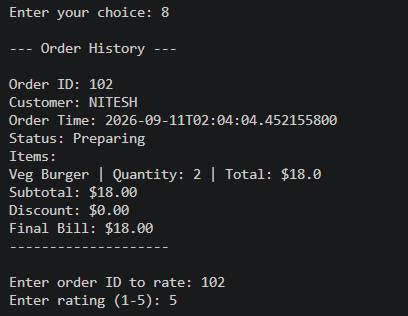 Enter your choice: 8
--- Order History ---
Order ID: 102
Customer: NITESH
Order Time: 2026-09-11T02:04:04.452155800
Status: Preparing
Items:
Veg Burger | Quantity: 2 | Total: $18.0
Subtotal: $18.00
Discount: $0.00
Final Bill: $18.00
--------------------
Enter order ID to rate: 102
Enter rating (1-5): 5